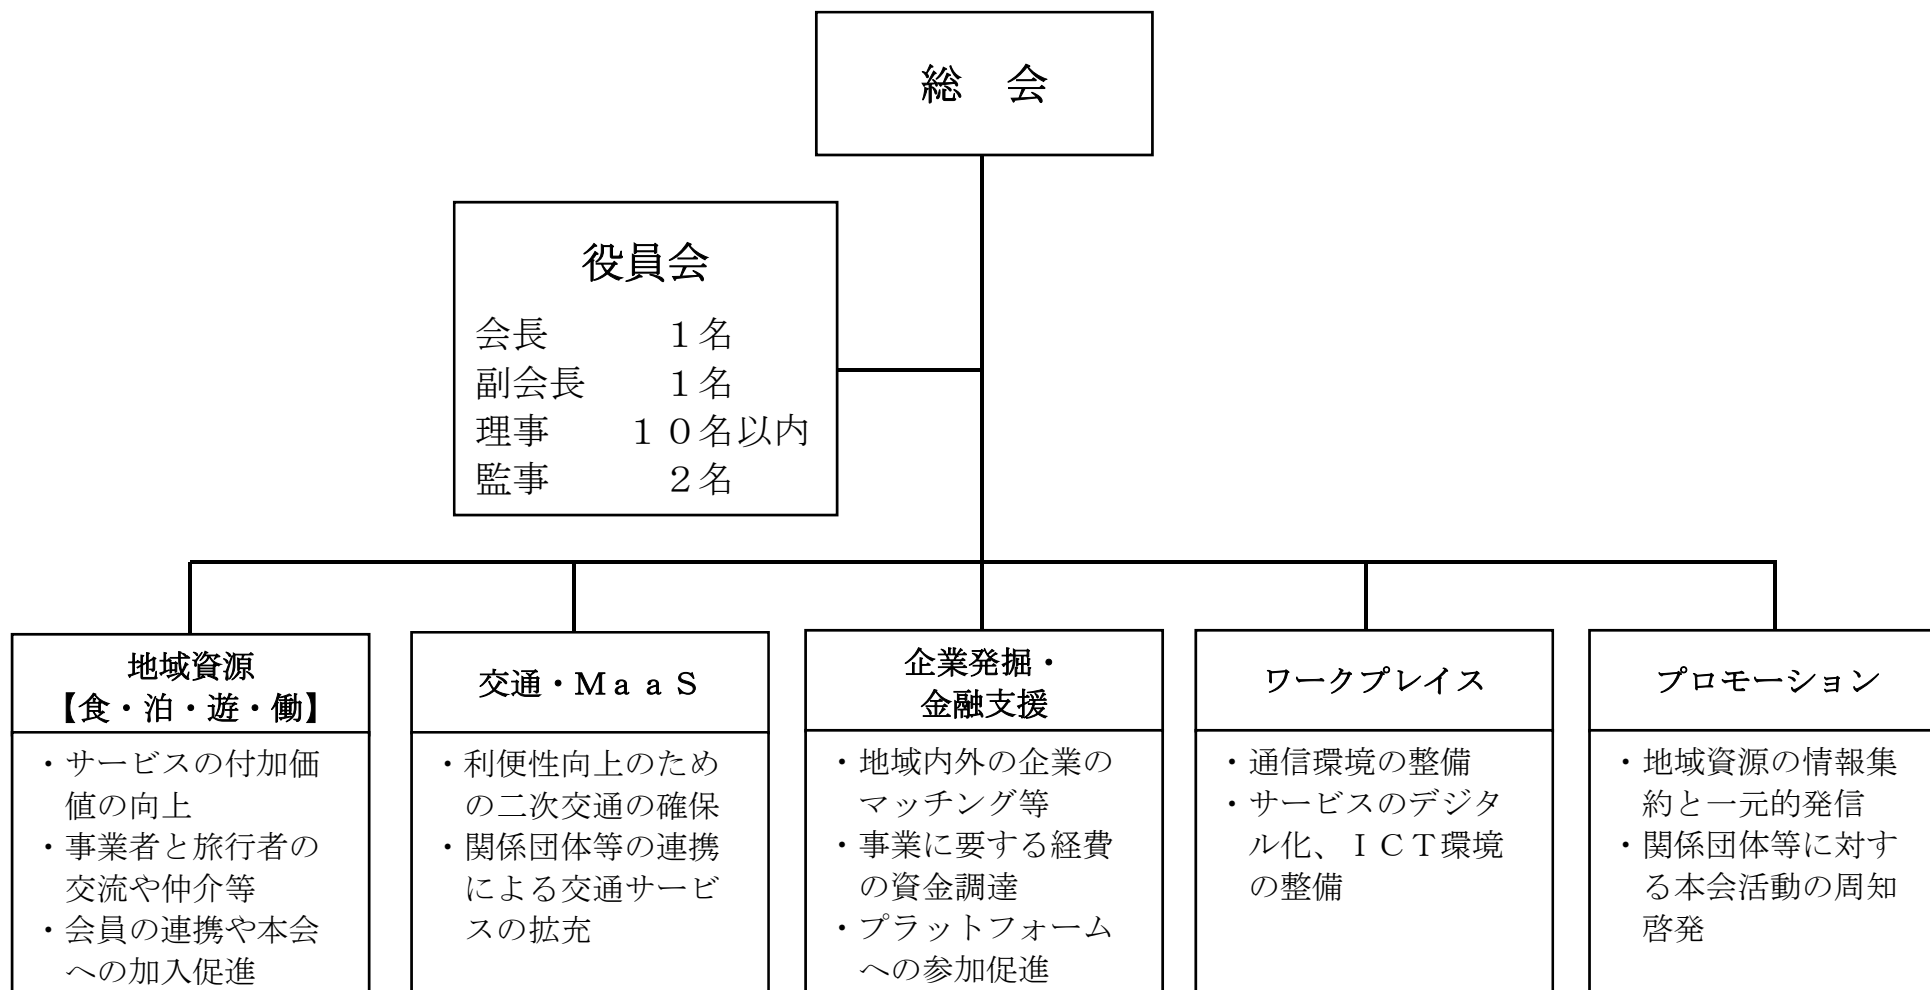 総　会
役員会
会長　１名
副会長　１名
理事　１０名以内
監事　２名
地域資源
【食・泊・遊・働】
・サービスの付加価
値の向上
・事業者と旅行者の
交流や仲介等
・会員の連携や本会
への加入促進
交通・ＭａａＳ
・利便性向上のため
の二次交通の確保
・関係団体等の連携
による交通サービ
スの拡充
企業発掘・
金融支援
・地域内外の企業の
マッチング等
・事業に要する経費
の資金調達
・プラットフォーム
への参加促進
ワークプレイス
・通信環境の整備
・サービスのデジタ
ル化、ＩＣＴ環境
の整備
プロモーション
・地域資源の情報集
約と一元的発信
・関係団体等に対す
る本会活動の周知
啓発